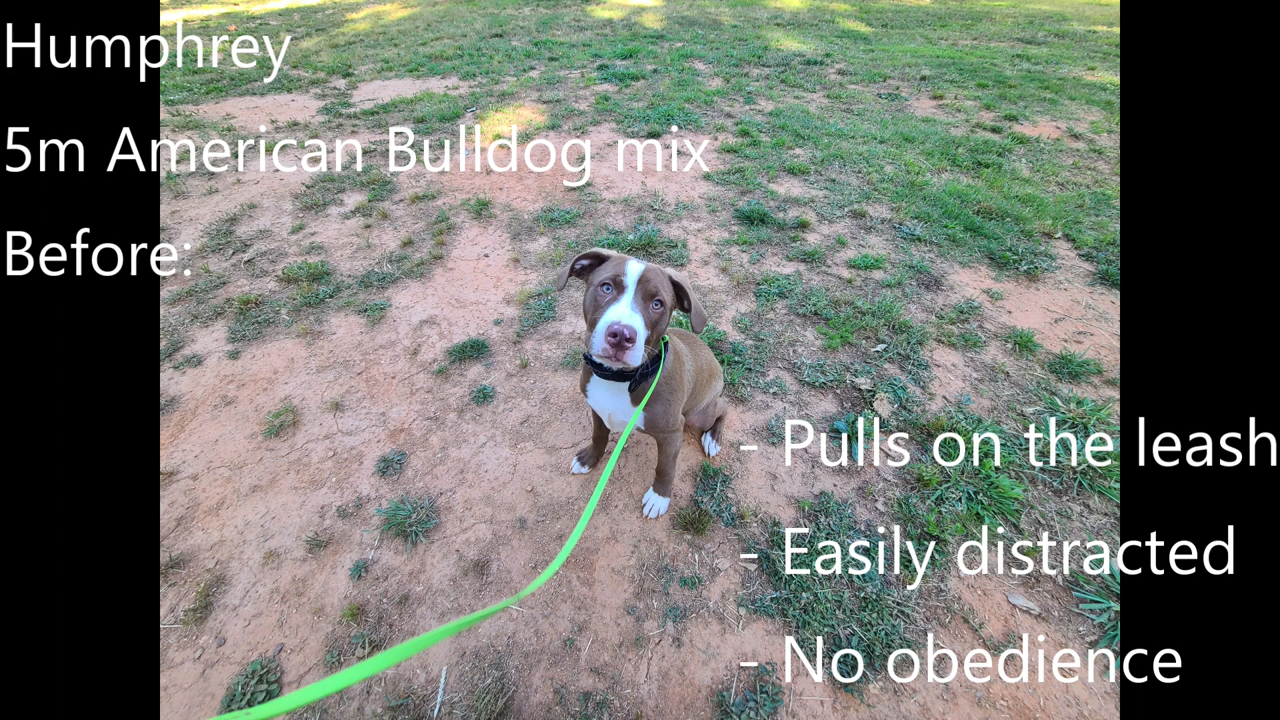 Humphrey
5m American Bulldog mix
Before:
- Pulls on the leash
- Easily distracted
- No obedience